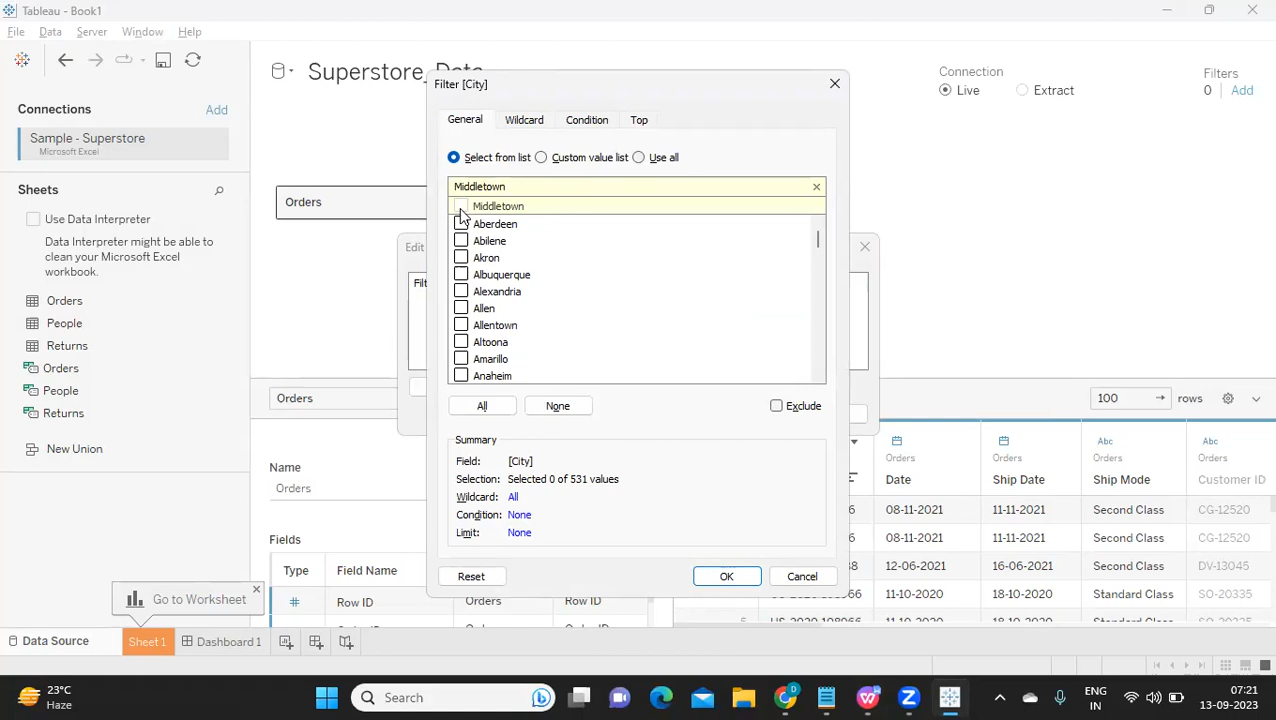 Tableau - Book1
File Data Server Window Help
Connections Add
Sample - Superstore
Microsoft Excel
Sheets
Use Data Interpreter
Data Interpreter might be able to
clean your Microsoft Excel
workbook.
Orders
People
Returns
Orders
People
Returns
New Union
Superstore_Data
Connection
Live Extract
Filters
0 Add
Orders
Edit
Filter [City]
General Wildcard Condition Top
Select from list Custom value list Use all
Middletown
Middletown
Aberdeen
Abilene
Akron
Albuquerque
Alexandria
Allen
Allentown
Altoona
Amarillo
Anaheim
All None Exclude
Summary
Field: [City]
Selection: Selected 0 of 531 values
Wildcard: All
Condition: None
Limit: None
Reset OK Cancel
Orders
100 rows
Name
Orders
Fields
Type Field Name
# Row ID Orders Row ID
Abc Abc
Orders Orders Orders Orders
Date Ship Date Ship Mode Customer ID
08-11-2021 11-11-2021 Second Class CG-12520
08-11-2021 11-11-2021 Second Class CG-12520
12-06-2021 16-06-2021 Second Class DV-13045
11-10-2020 18-10-2020 Standard Class SO-20335
Go to Worksheet
Data Source Sheet 1 Dashboard 1
23°C
Haze
Search
ENG
IN
07:21
13-09-2023